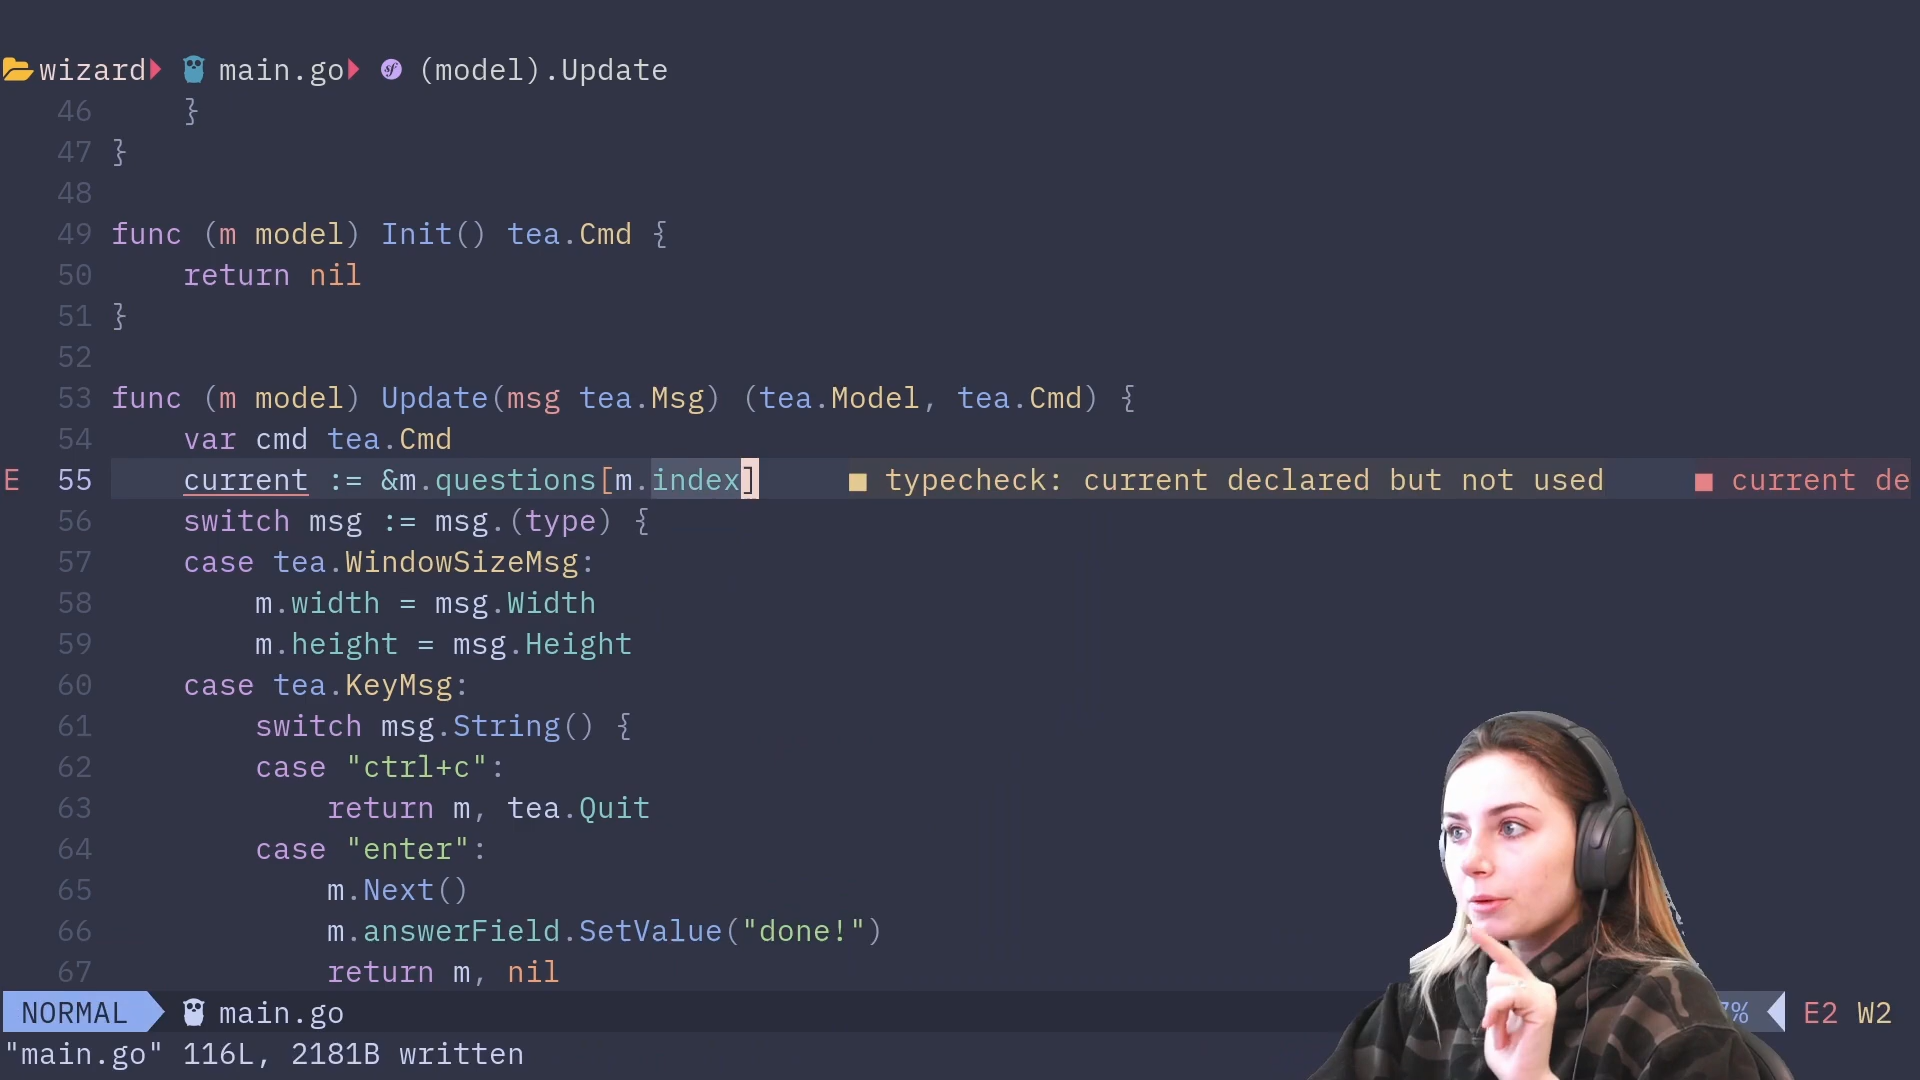 wizard main.go (model).Update
46 }
47 }
48
49 func (m model) Init() tea.Cmd {
50 return nil
51 }
52
53 func (m model) Update(msg tea.Msg) (tea.Model, tea.Cmd) {
54 var cmd tea.Cmd
E 55 current := &m.questions[m.index] ■ typecheck: current declared but not used ■ current de
56 switch msg := msg.(type) {
57 case tea.WindowSizeMsg:
58 m.width = msg.Width
59 m.height = msg.Height
60 case tea.KeyMsg:
61 switch msg.String() {
62 case "ctrl+c":
63 return m, tea.Quit
64 case "enter":
65 m.Next()
66 m.answerField.SetValue("done!")
67 return m, nil
NORMAL main.go E2 W2
"main.go" 116L, 2181B written